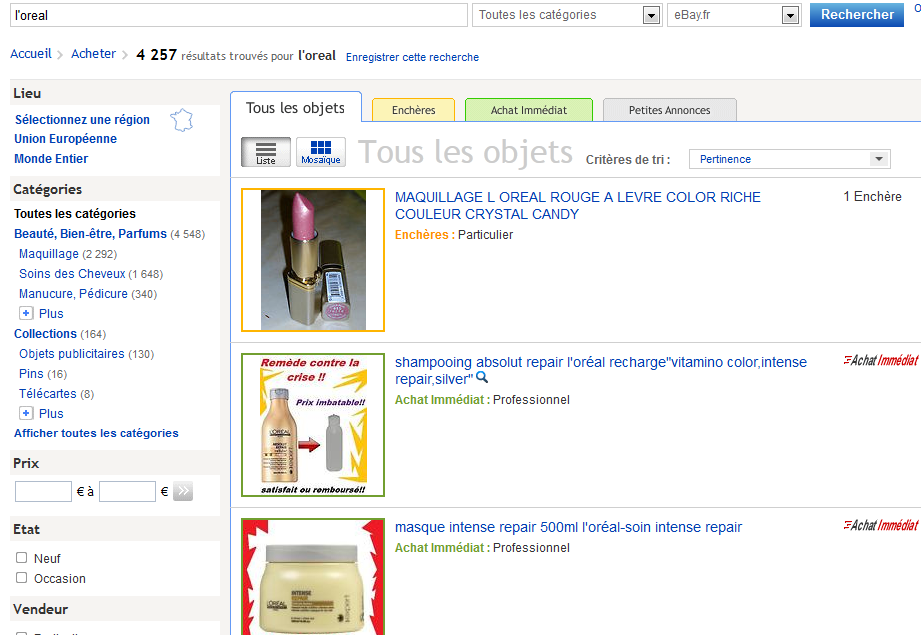 l'oreal
Toutes les catégories
eBay.fr
Rechercher
Accueil > Acheter > 4 257 résultats trouvés pour l'oreal Enregistrer cette recherche
Lieu
Sélectionnez une région
Union Européenne
Monde Entier
Catégories
Toutes les catégories
Beauté, Bien-être, Parfums (4 548)
Maquillage (2 292)
Soins des Cheveux (1 648)
Manucure, Pédicure (340)
+ Plus
Collections (164)
Objets publicitaires (130)
Pins (16)
Télécartes (8)
+ Plus
Afficher toutes les catégories
Prix
€ à € >>
Etat
Neuf
Occasion
Vendeur
Tous les objets
Enchères
Achat Immédiat
Petites Annonces
Liste
Mosaïque
Tous les objets
Critères de tri :
Pertinence
MAQUILLAGE L OREAL ROUGE A LEVRE COLOR RICHE
COULEUR CRYSTAL CANDY
Enchères : Particulier
1 Enchère
Remède contre la
crise !!
Prix imbatable!!
L'ORÉAL
ABSOLUT
REPAIR
satisfait ou remboursé!!
shampooing absolut repair l'oréal recharge"vitamino color,intense
repair,silver"
Achat Immédiat : Professionnel
Achat Immédiat
INTENSE
REPAIR
L'ORÉAL
expert
masque intense repair 500ml l'oréal-soin intense repair
Achat Immédiat : Professionnel
Achat Immédiat